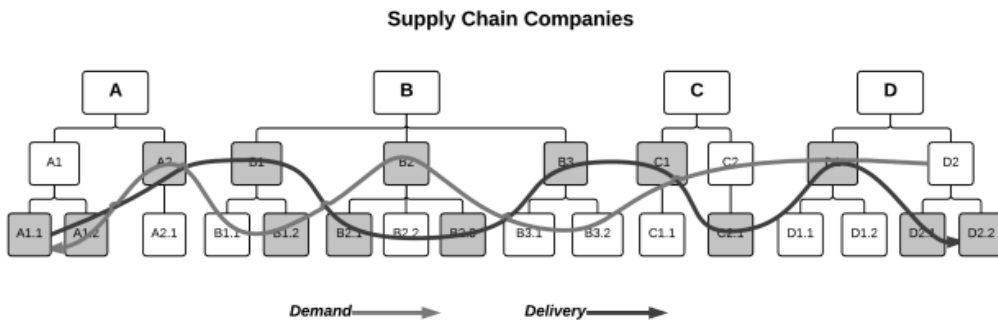 Supply Chain Companies
A B C D
A1 A2 B1 B2 B3 C1 C2 D1 D2
A1.1 A1.2 A2.1 B1.1 B1.2 B2.1 B2.2 B2.3 B3.1 B3.2 C1.1 C2.1 D1.1 D1.2 D2.1 D2.2
Demand Delivery